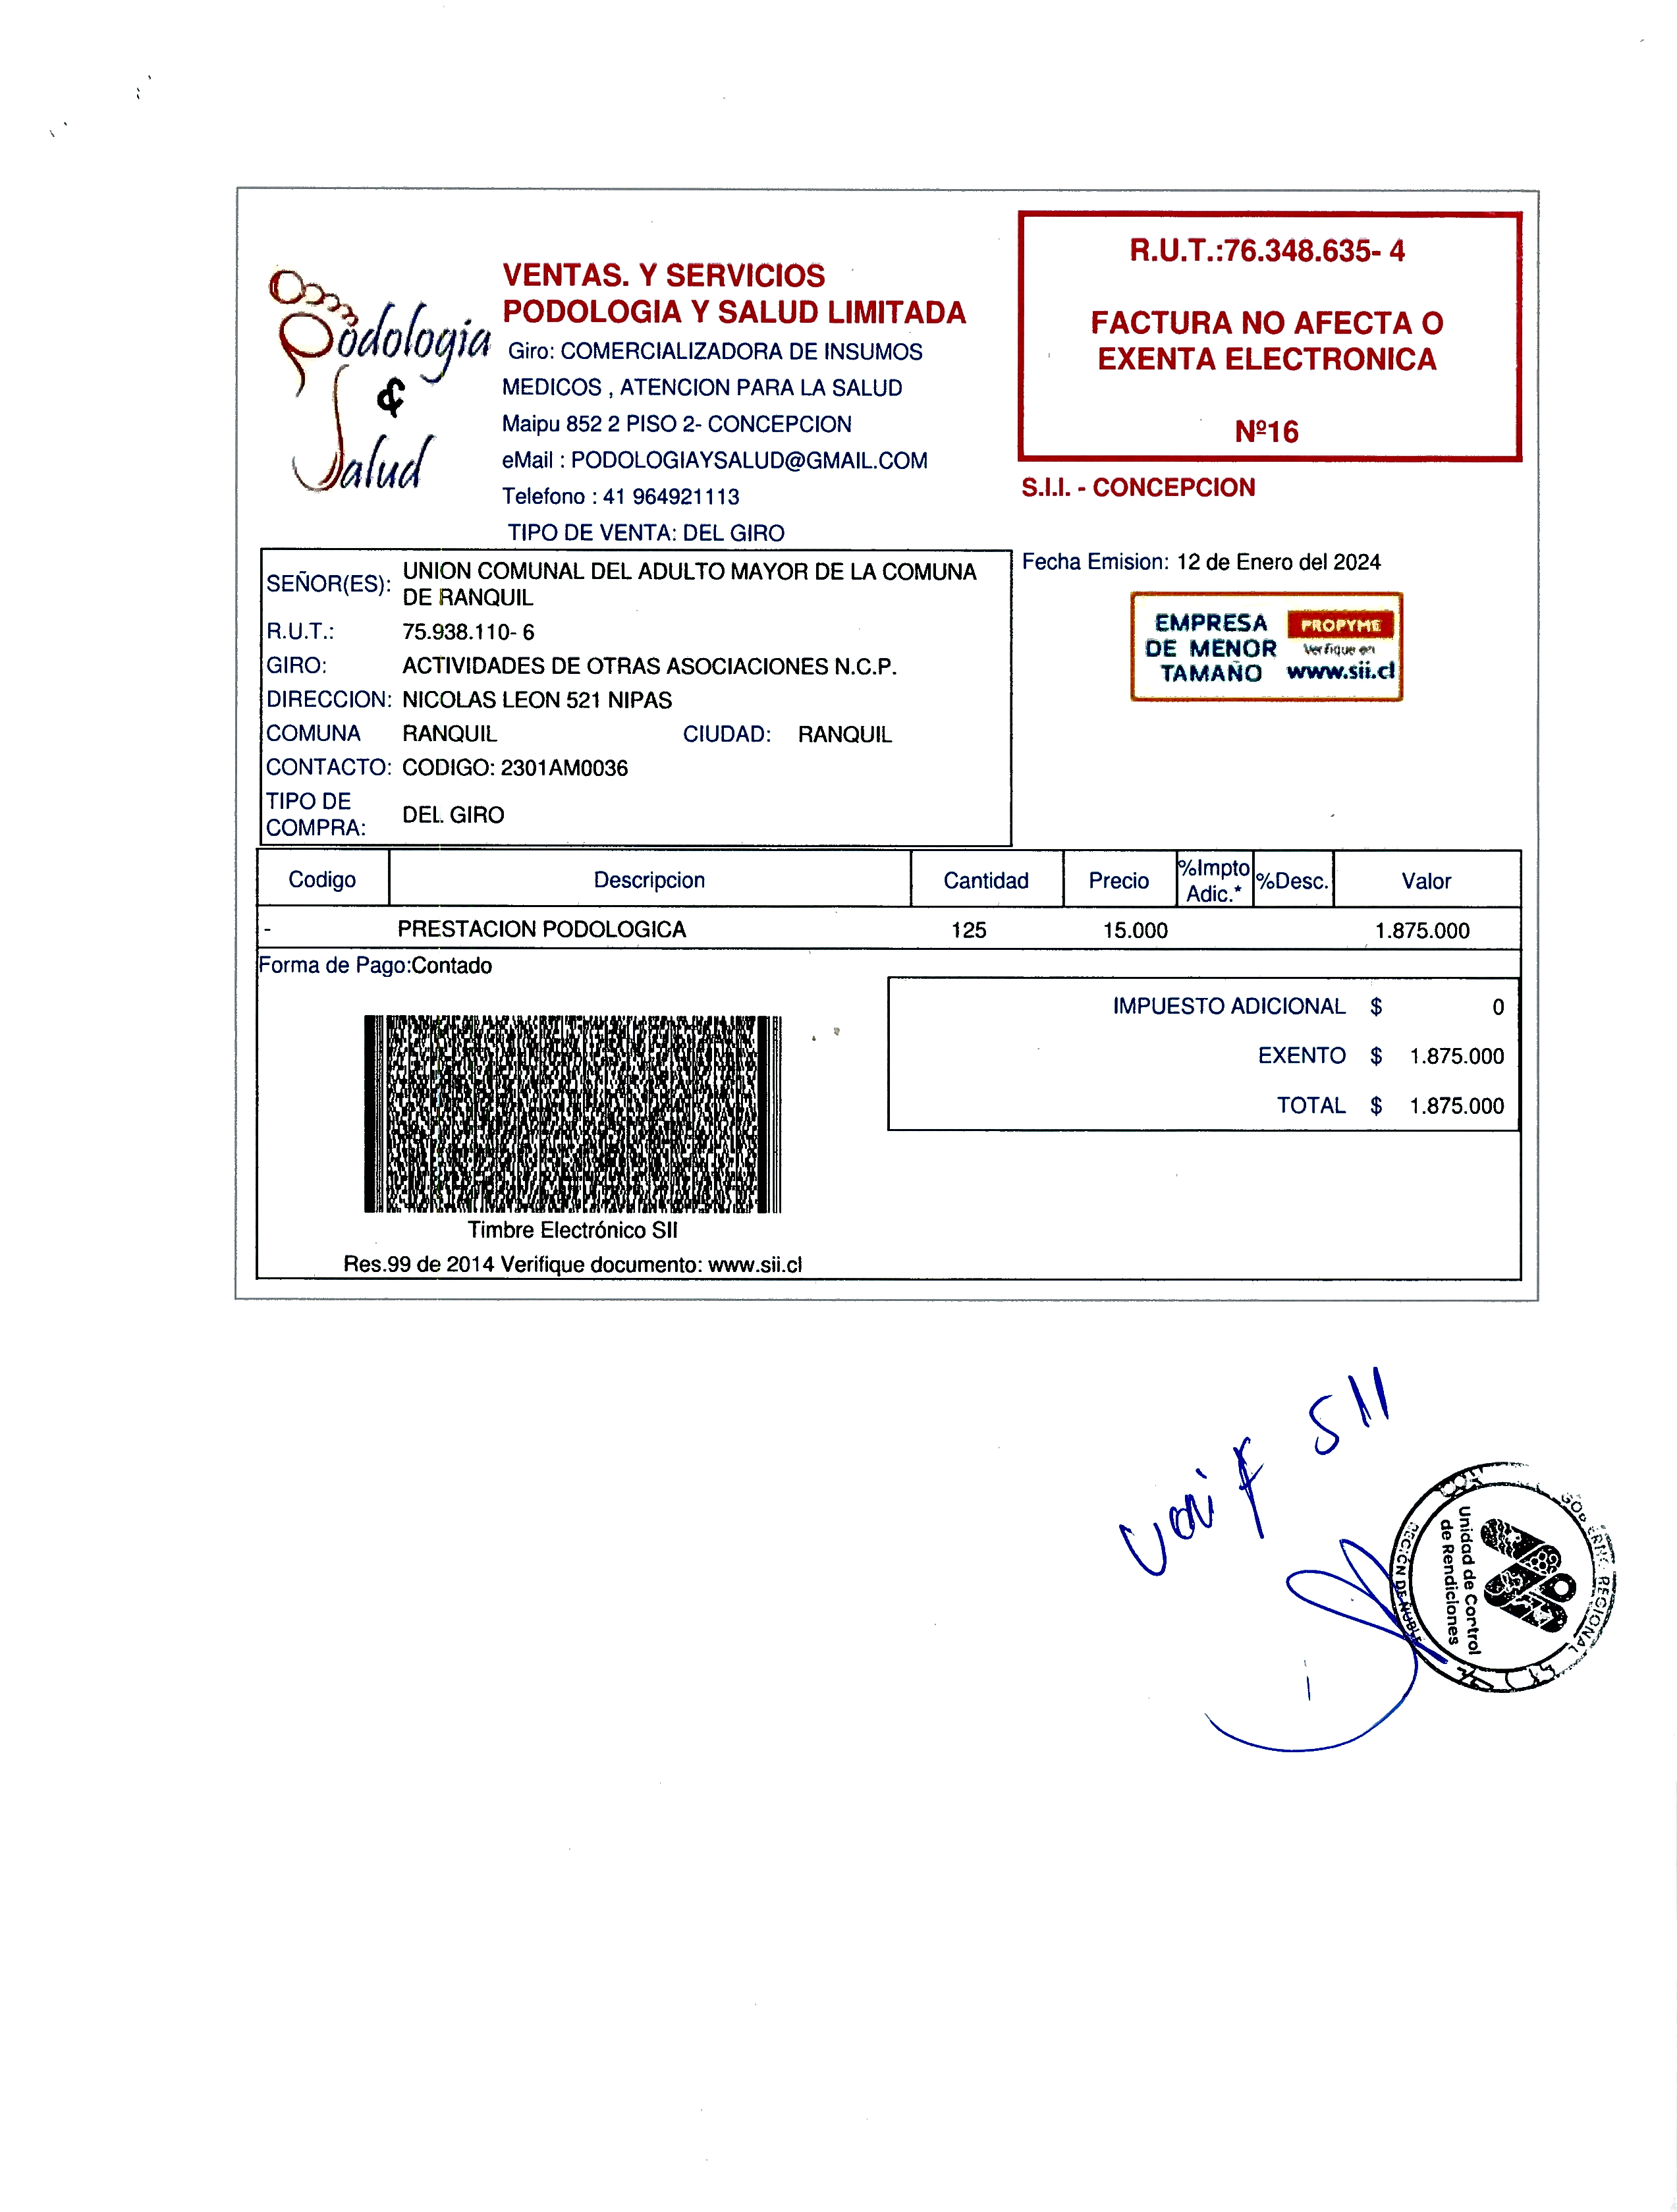 Podologia
&
Salud
VENTAS. Y SERVICIOS
PODOLOGIA Y SALUD LIMITADA
Giro: COMERCIALIZADORA DE INSUMOS
MEDICOS , ATENCION PARA LA SALUD
Maipu 852 2 PISO 2- CONCEPCION
eMail : PODOLOGIAYSALUD@GMAIL.COM
Telefono : 41 964921113
TIPO DE VENTA: DEL GIRO
R.U.T.:76.348.635- 4
FACTURA NO AFECTA O
EXENTA ELECTRONICA
Nº16
S.I.I. - CONCEPCION
Fecha Emision: 12 de Enero del 2024
EMPRESA
DE MENOR
TAMAÑO
PROPYME
Verifique en
www.sii.cl
SEÑOR(ES): UNION COMUNAL DEL ADULTO MAYOR DE LA COMUNA
DE RANQUIL
R.U.T.: 75.938.110- 6
GIRO: ACTIVIDADES DE OTRAS ASOCIACIONES N.C.P.
DIRECCION: NICOLAS LEON 521 NIPAS
COMUNA RANQUIL CIUDAD: RANQUIL
CONTACTO: CODIGO: 2301AM0036
TIPO DE
COMPRA: DEL GIRO
Codigo Descripcion Cantidad Precio %Impto Adic.* %Desc. Valor
- PRESTACION PODOLOGICA 125 15.000 1.875.000
Forma de Pago:Contado
IMPUESTO ADICIONAL $ 0
EXENTO $ 1.875.000
TOTAL $ 1.875.000
Timbre Electrónico SII
Res.99 de 2014 Verifique documento: www.sii.cl
Verif SII
GOBIERNO REGIONAL
Unidad de Control
de Rendiciones
REGIÓN DE ÑUBLE